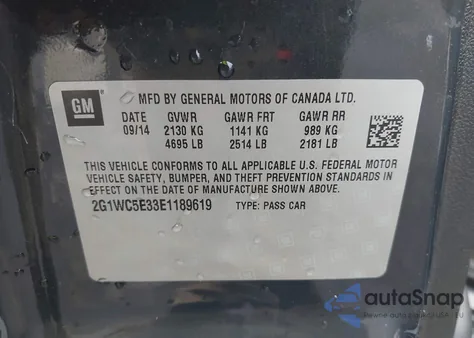 GM
MFD BY GENERAL MOTORS OF CANADA LTD.
DATE GVWR GAWR FRT GAWR RR
09/14 2130 KG 1141 KG 989 KG
4695 LB 2514 LB 2181 LB
THIS VEHICLE CONFORMS TO ALL APPLICABLE U.S. FEDERAL MOTOR
VEHICLE SAFETY, BUMPER, AND THEFT PREVENTION STANDARDS IN
EFFECT ON THE DATE OF MANUFACTURE SHOWN ABOVE.
2G1WC5E33E1189619 TYPE: PASS CAR
autoSnap